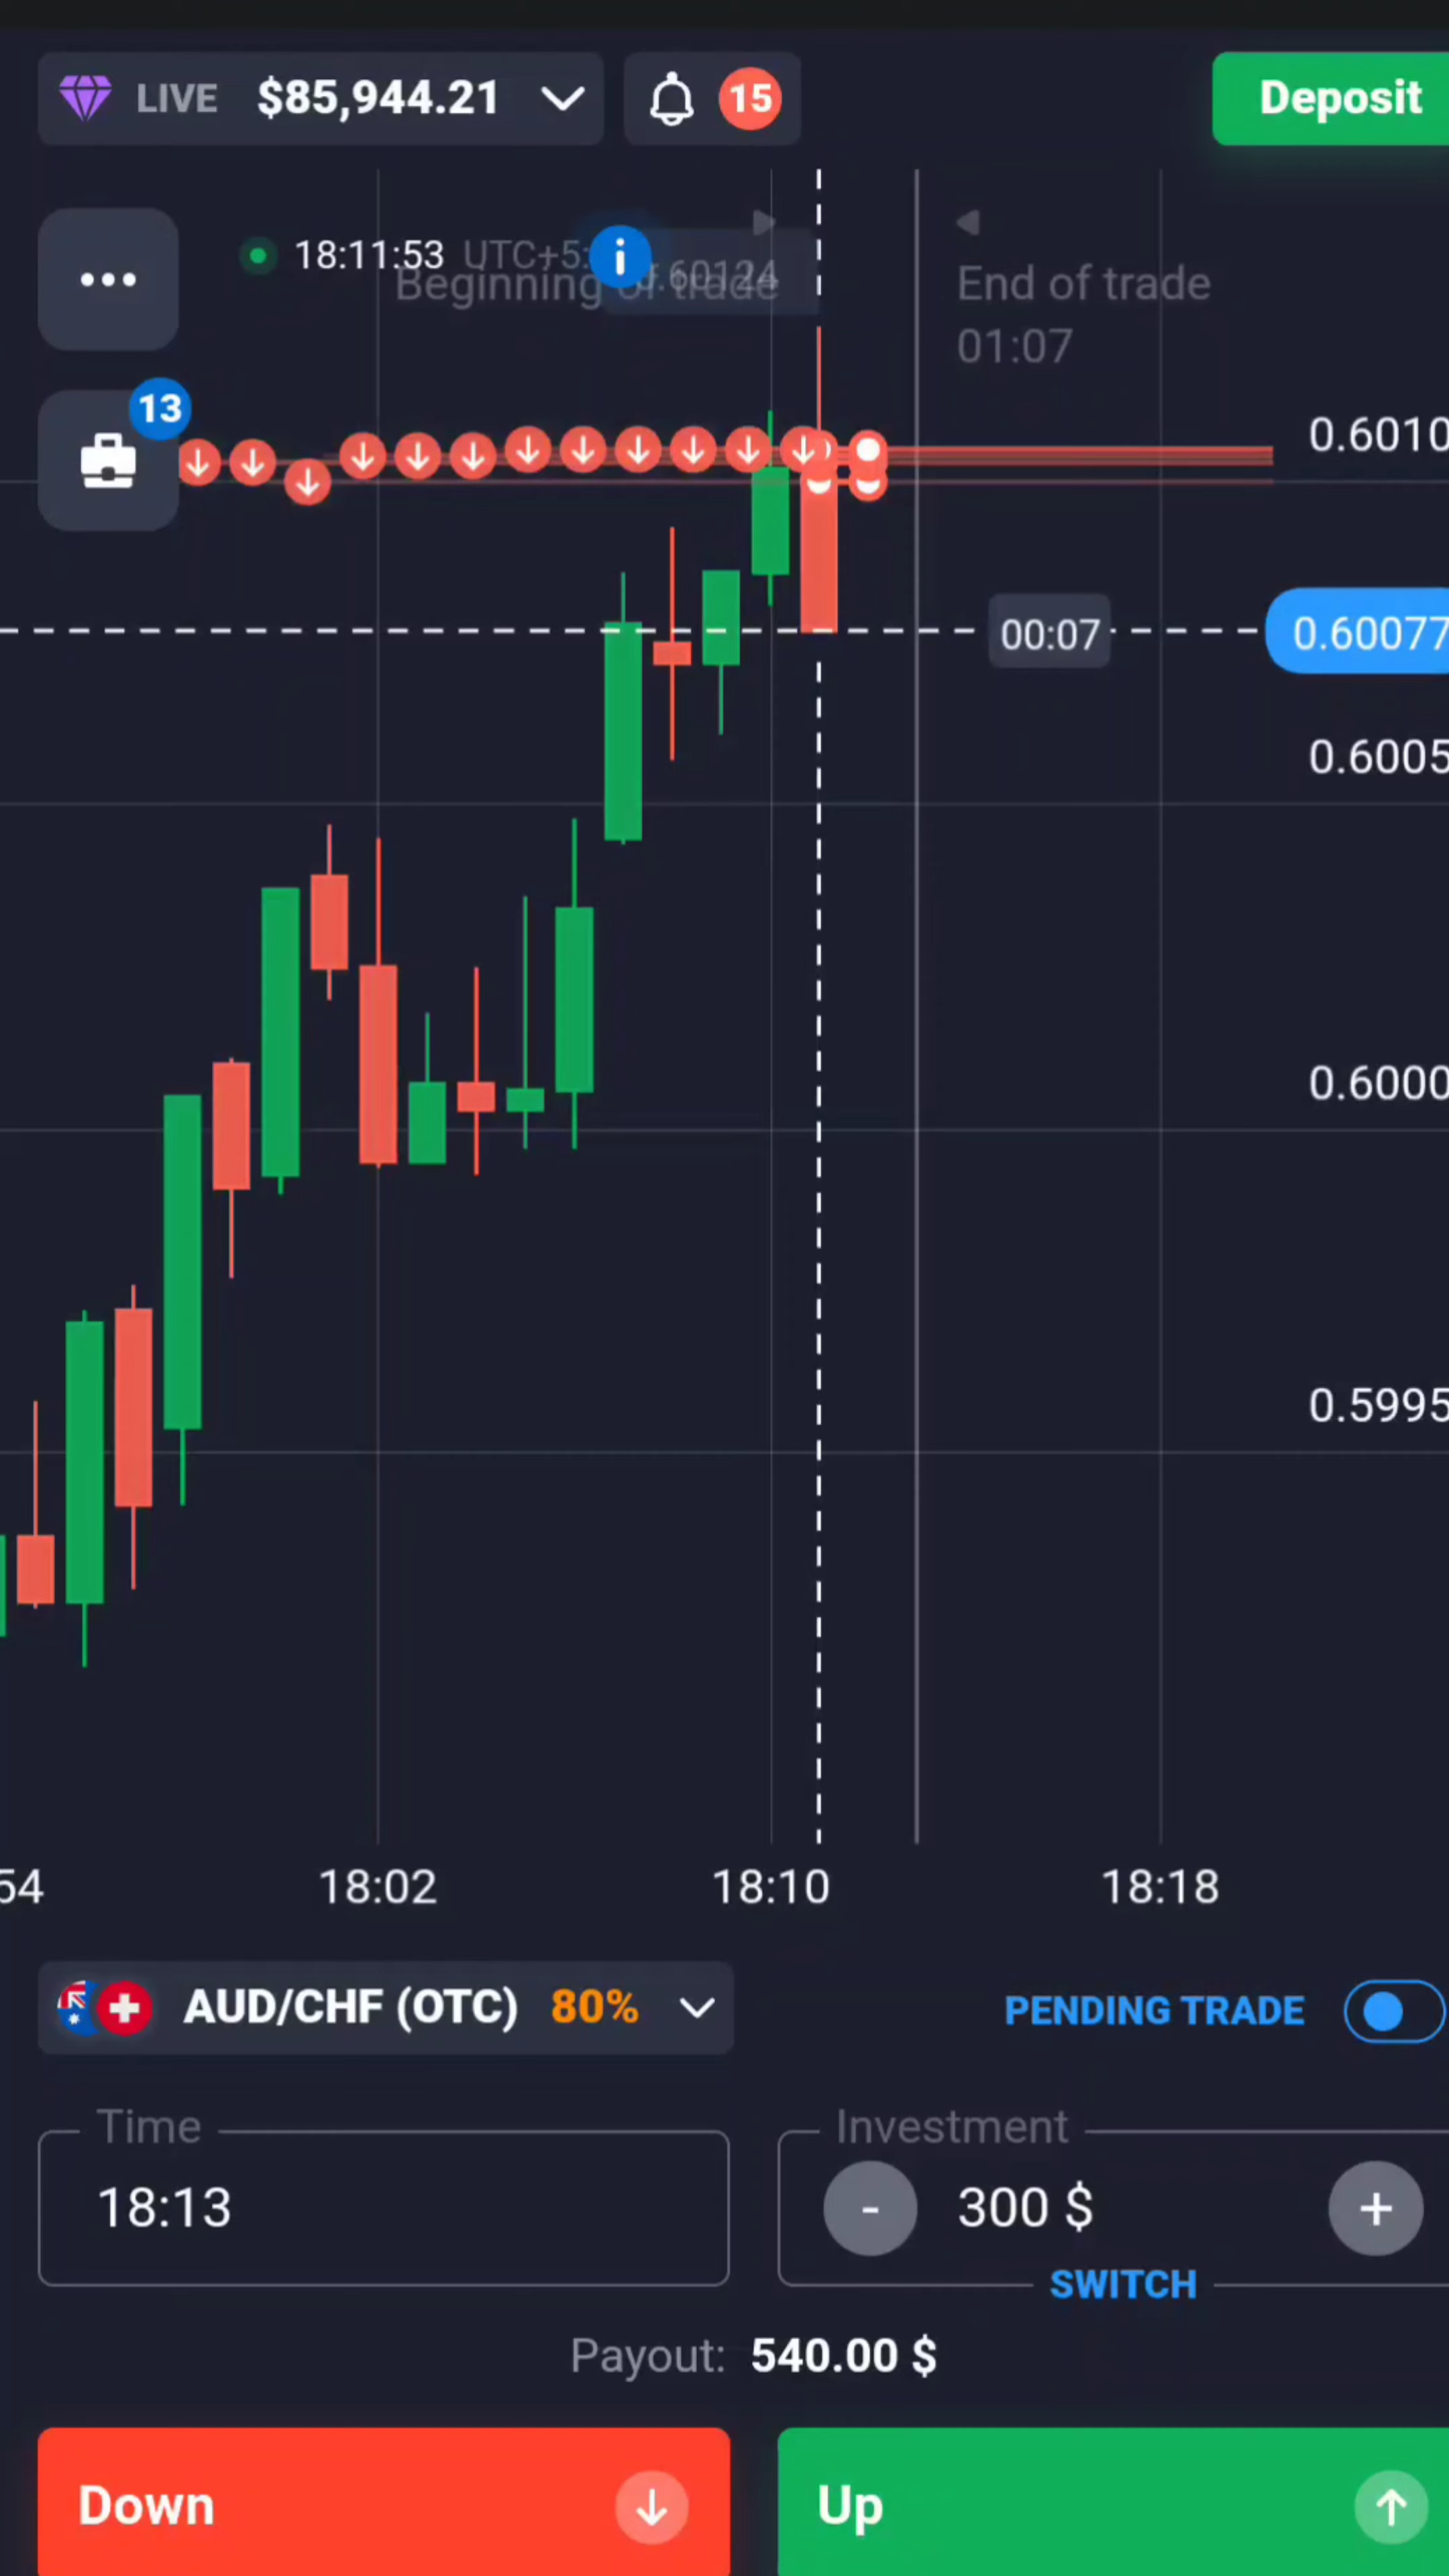 LIVE $85,944.21 15 Deposit
18:11:53 UTC+5: 0.60124
Beginning of trade
End of trade
01:07
13
0.6010
00:07 0.60077
0.6005
0.6000
0.5995
54 18:02 18:10 18:18
AUD/CHF (OTC) 80% PENDING TRADE
Time Investment
18:13 - 300 $ +
SWITCH
Payout: 540.00 $
Down Up